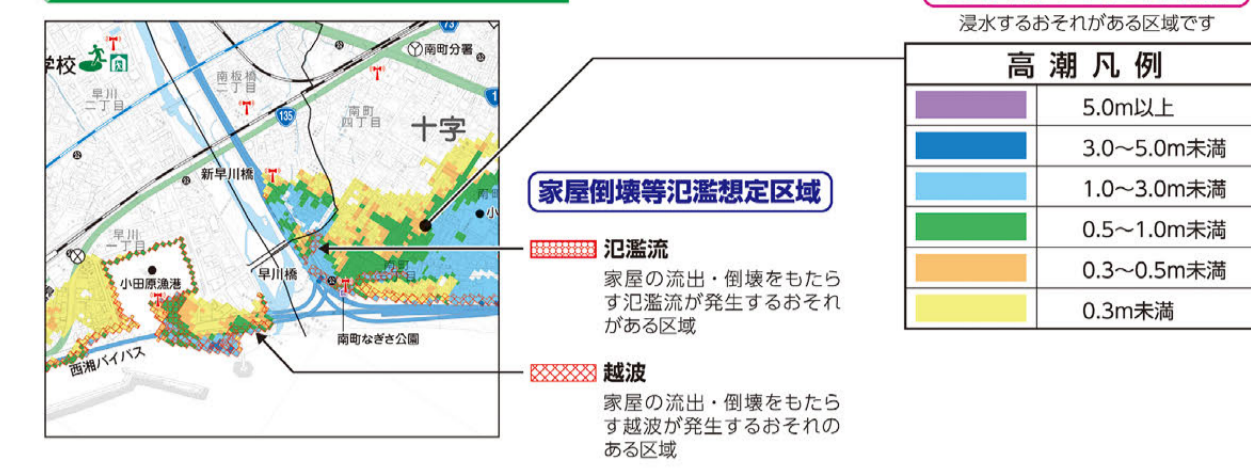 浸水するおそれがある区域です
高潮凡例
5.0m以上
3.0～5.0m未満
1.0～3.0m未満
0.5～1.0m未満
0.3～0.5m未満
0.3m未満
73
南町分署
学校
早川
二丁目
南板橋
二丁目
135
1
南町
四丁目
十字
新早川橋
早川
一丁目
小田原漁港
早川橋
南町なぎさ公園
西湘バイパス
家屋倒壊等氾濫想定区域
氾濫流
家屋の流出・倒壊をもたら
す氾濫流が発生するおそれ
がある区域
越波
家屋の流出・倒壊をもたら
す越波が発生するおそれの
ある区域